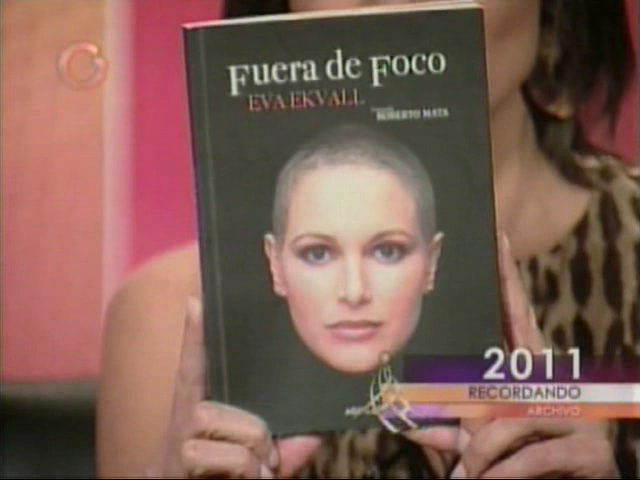 Fuera de Foco
EVA EKVALL
ROBERTO MATA
2011
RECORDANDO
ARCHIVO